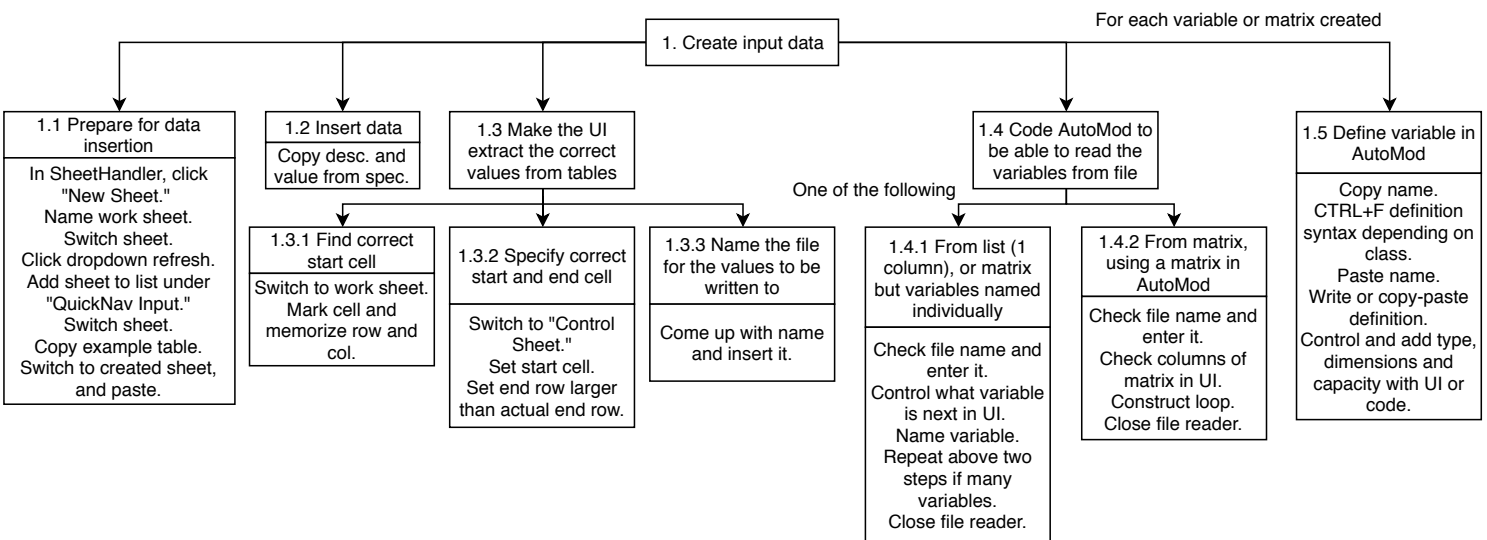 For each variable or matrix created
1. Create input data
1.1 Prepare for data
insertion
In SheetHandler, click
"New Sheet."
Name work sheet.
Switch sheet.
Click dropdown refresh.
Add sheet to list under
"QuickNav Input."
Switch sheet.
Copy example table.
Switch to created sheet,
and paste.
1.2 Insert data
Copy desc. and
value from spec.
1.3 Make the UI
extract the correct
values from tables
1.3.1 Find correct
start cell
Switch to work sheet.
Mark cell and
memorize row and
col.
1.3.2 Specify correct
start and end cell
Switch to "Control
Sheet."
Set start cell.
Set end row larger
than actual end row.
1.3.3 Name the file
for the values to be
written to
Come up with name
and insert it.
1.4 Code AutoMod to
be able to read the
variables from file
One of the following
1.4.1 From list (1
column), or matrix
but variables named
individually
Check file name and
enter it.
Control what variable
is next in UI.
Name variable.
Repeat above two
steps if many
variables.
Close file reader.
1.4.2 From matrix,
using a matrix in
AutoMod
Check file name and
enter it.
Check columns of
matrix in UI.
Construct loop.
Close file reader.
1.5 Define variable in
AutoMod
Copy name.
CTRL+F definition
syntax depending on
class.
Paste name.
Write or copy-paste
definition.
Control and add type,
dimensions and
capacity with UI or
code.